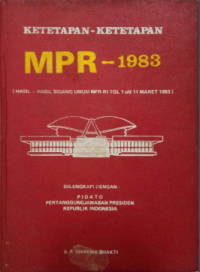 KETETAPAN-KETETAPAN
MPR - 1983
( HASIL - HASIL SIDANG UMUM MPR RI TGL 1 s/d 11 MARET 1983 )
DILENGKAPI DENGAN :
PIDATO
PERTANGGUNGJAWABAN PRESIDEN
REPUBLIK INDONESIA
DHARMA BHAKTI